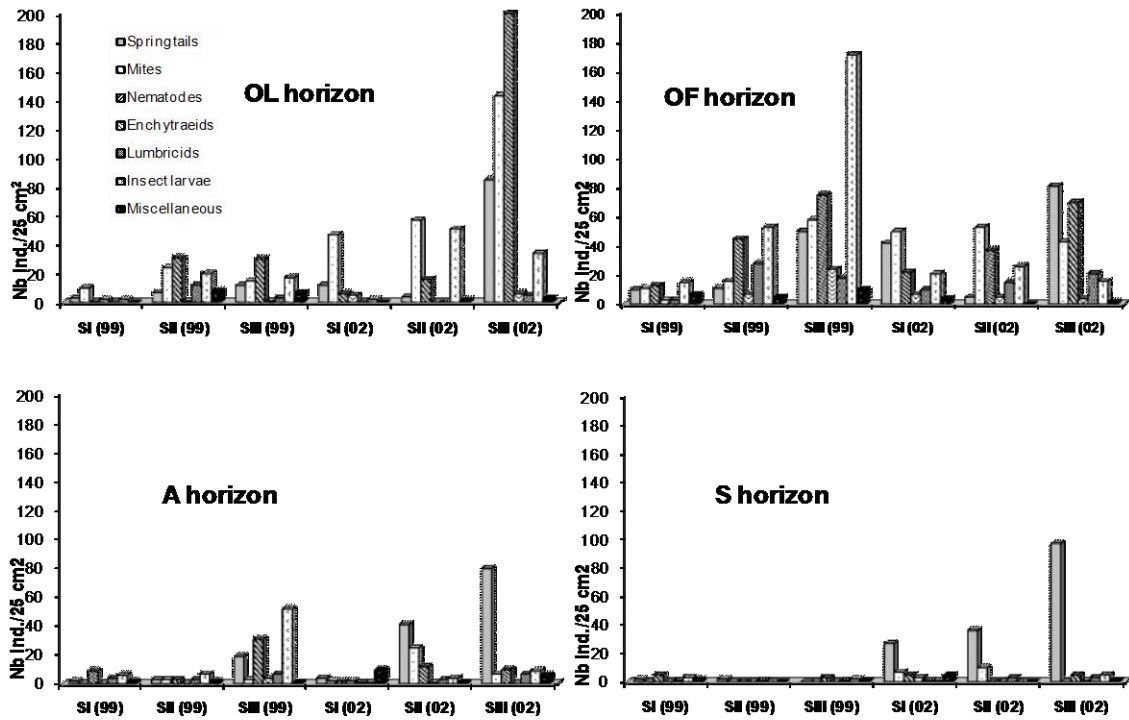 200
180
160
140
120
100
80
60
40
20
0
Nb Ind./25 cm²
Springtails
Mites
Nematodes
Enchytraeids
Lumbricids
Insect larvae
Miscellaneous
OL horizon
SI (99) SII (99) SIII (99) SI (02) SII (02) SIII (02)
200
180
160
140
120
100
80
60
40
20
0
Nb Ind./25 cm²
OF horizon
SI (99) SII (99) SIII (99) SI (02) SII (02) SIII (02)
200
180
160
140
120
100
80
60
40
20
0
Nb Ind./25 cm2
A horizon
SI (99) SII (99) SIII (99) SI (02) SII (02) SIII (02)
200
180
160
140
120
100
80
60
40
20
0
Nb Ind./25 cm2
S horizon
SI (99) SII (99) SIII (99) SI (02) SII (02) SIII (02)